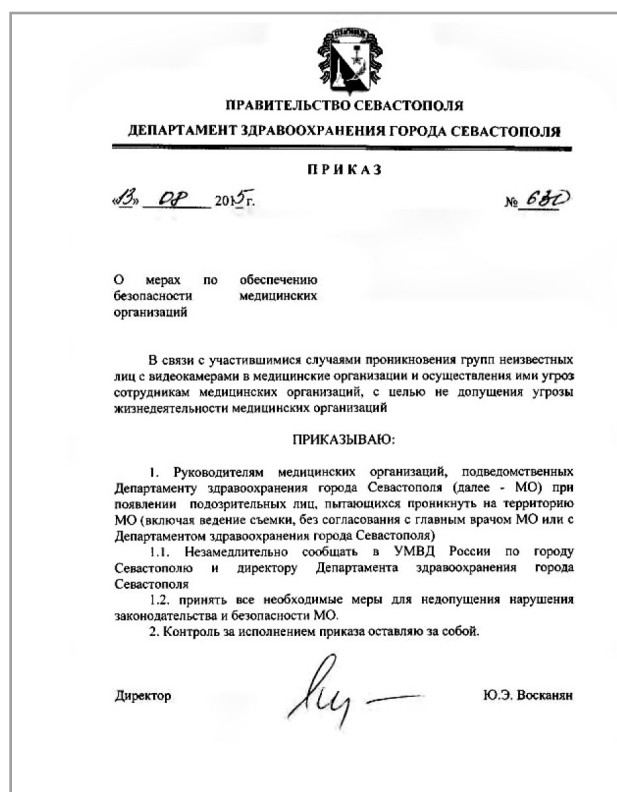 ПРАВИТЕЛЬСТВО СЕВАСТОПОЛЯ
ДЕПАРТАМЕНТ ЗДРАВООХРАНЕНИЯ ГОРОДА СЕВАСТОПОЛЯ
ПРИКАЗ
«13» 08 2015 г. № 630
О мерах по обеспечению
безопасности медицинских
организаций
В связи с участившимися случаями проникновения групп неизвестных
лиц с видеокамерами в медицинские организации и осуществления ими угроз
сотрудникам медицинских организаций, с целью не допущения угрозы
жизнедеятельности медицинских организаций
ПРИКАЗЫВАЮ:
1. Руководителям медицинских организаций, подведомственных
Департаменту здравоохранения города Севастополя (далее - МО) при
появлении подозрительных лиц, пытающихся проникнуть на территорию
МО (включая ведение съемки, без согласования с главным врачом МО или с
Департаментом здравоохранения города Севастополя)
1.1. Незамедлительно сообщать в УМВД России по городу
Севастополю и директору Департамента здравоохранения города
Севастополя
1.2. принять все необходимые меры для недопущения нарушения
законодательства и безопасности МО.
2. Контроль за исполнением приказа оставляю за собой.
Директор Ю.Э. Восканян